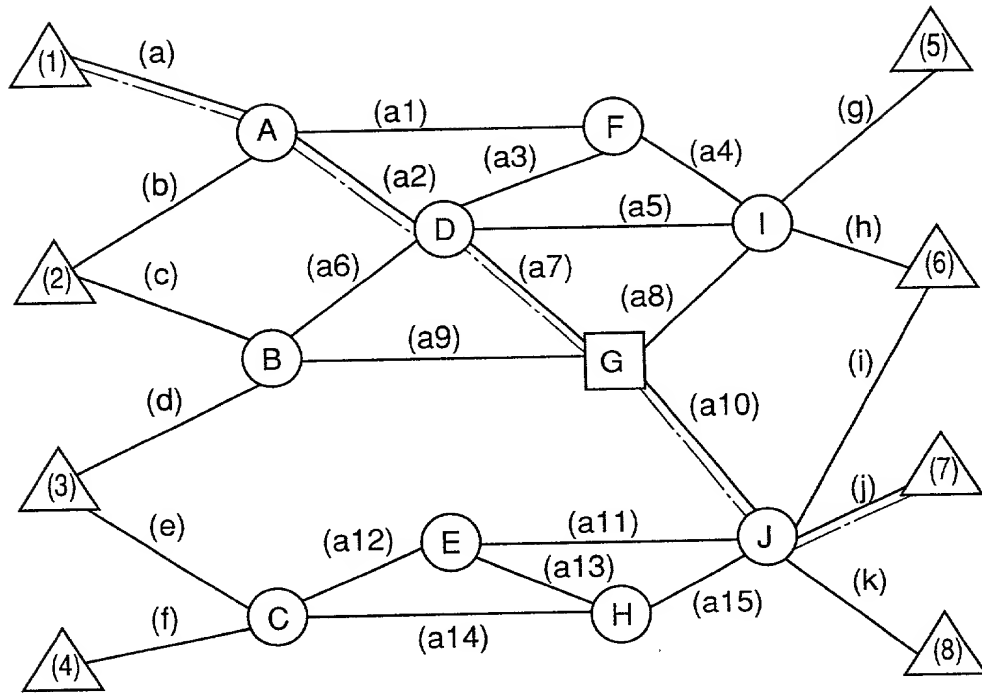 (1)
(a)
(5)
A
(a1)
F
(g)
(a3)
(a4)
(b)
(a2)
(a5)
I
(h)
D
(2)
(c)
(a6)
(a7)
(a8)
(6)
B
(a9)
G
(i)
(d)
(a10)
(3)
(j)
(7)
(e)
(a12)
E
(a11)
J
(a13)
(k)
(f)
C
(a14)
H
(a15)
(4)
(8)